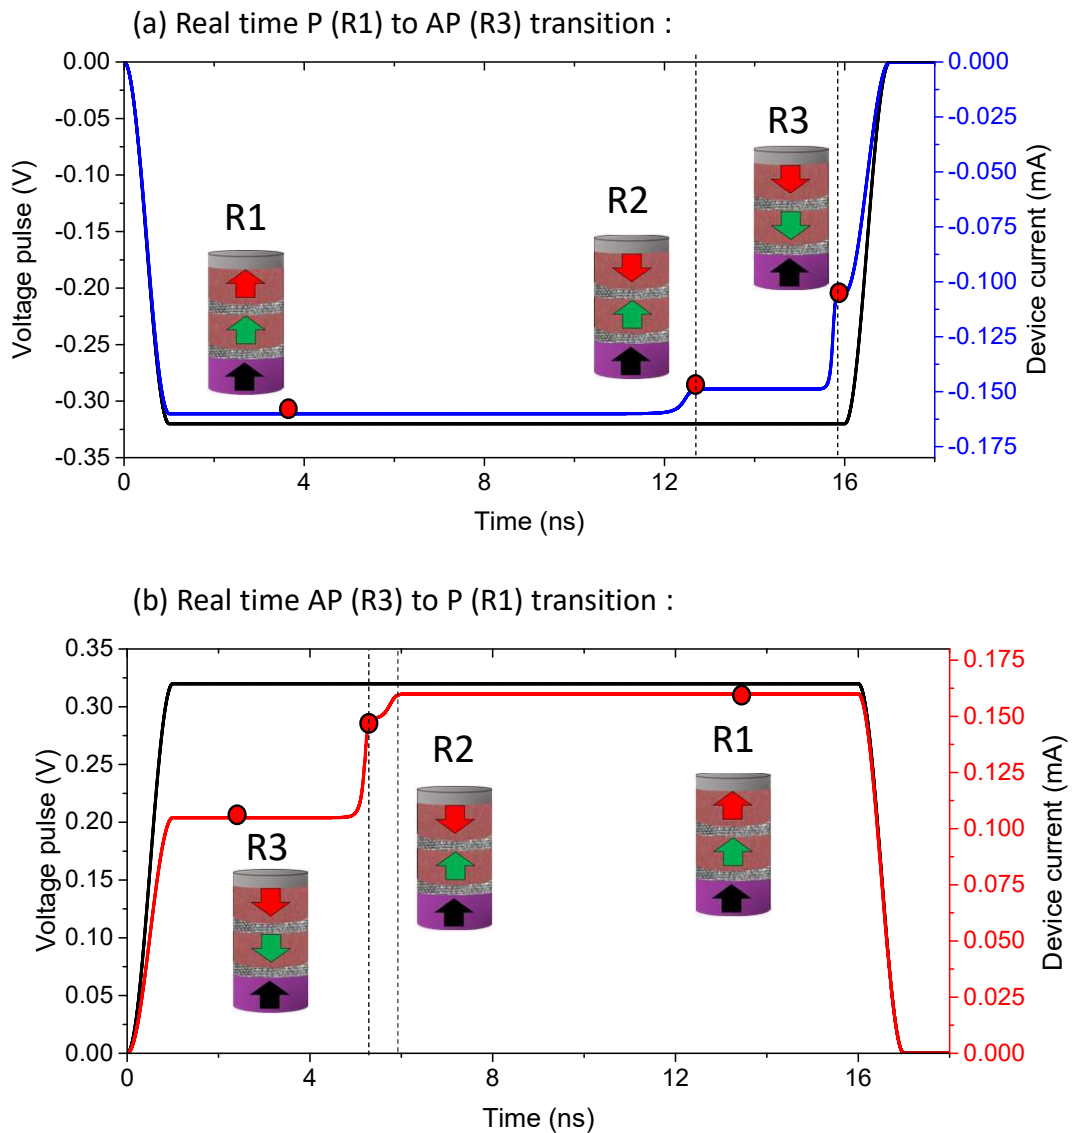 (a) Real time P (R1) to AP (R3) transition :
0.00
-0.05
-0.10
-0.15
-0.20
-0.25
-0.30
-0.35
Voltage pulse (V)
0.000
-0.025
-0.050
-0.075
-0.100
-0.125
-0.150
-0.175
Device current (mA)
R1
R2
R3
0 4 8 12 16
Time (ns)
(b) Real time AP (R3) to P (R1) transition :
0.35
0.30
0.25
0.20
0.15
0.10
0.05
0.00
Voltage pulse (V)
0.175
0.150
0.125
0.100
0.075
0.050
0.025
0.000
Device current (mA)
R3
R2
R1
0 4 8 12 16
Time (ns)